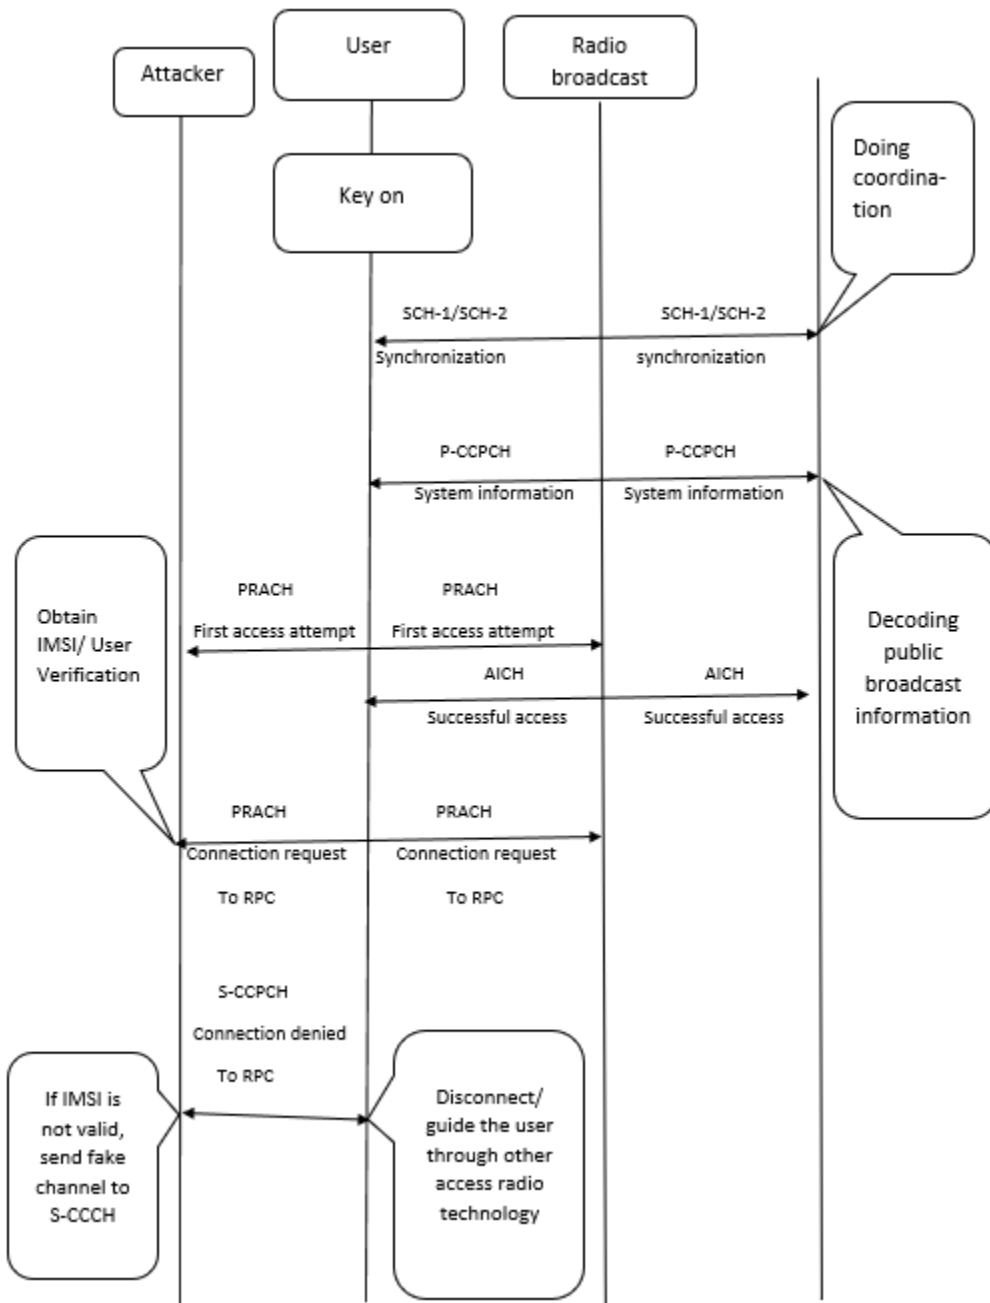 User
Radio
broadcast
Attacker
Doing
coordina-
tion
Key on
SCH-1/SCH-2
SCH-1/SCH-2
Synchronization
synchronization
P-CCPCH
P-CCPCH
System information
System information
PRACH
PRACH
Obtain
IMSI/ User
Verification
First access attempt
First access attempt
Decoding
public
broadcast
information
AICH
AICH
Successful access
Successful access
PRACH
PRACH
Connection request
Connection request
To RPC
To RPC
S-CCPCH
Connection denied
To RPC
If IMSI is
not valid,
send fake
channel to
S-CCCH
Disconnect/
guide the user
through other
access radio
technology